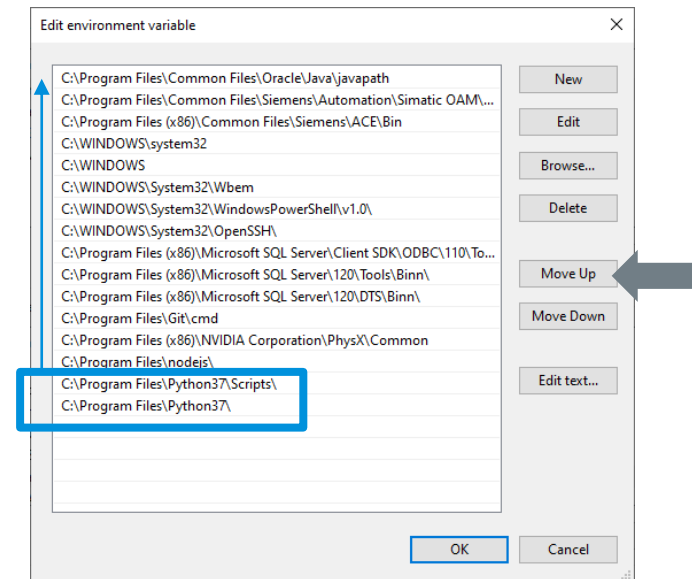 Edit environment variable
C:\Program Files\Common Files\Oracle\Java\javapath
C:\Program Files\Common Files\Siemens\Automation\Simatic OAM\...
C:\Program Files (x86)\Common Files\Siemens\ACE\Bin
C:\WINDOWS\system32
C:\WINDOWS
C:\WINDOWS\System32\Wbem
C:\WINDOWS\System32\WindowsPowerShell\v1.0\
C:\WINDOWS\System32\OpenSSH\
C:\Program Files (x86)\Microsoft SQL Server\Client SDK\ODBC\110\To...
C:\Program Files (x86)\Microsoft SQL Server\120\Tools\Binn\
C:\Program Files (x86)\Microsoft SQL Server\120\DTS\Binn\
C:\Program Files\Git\cmd
C:\Program Files (x86)\NVIDIA Corporation\PhysX\Common
C:\Program Files\nodejs\
C:\Program Files\Python37\Scripts\
C:\Program Files\Python37\
New
Edit
Browse...
Delete
Move Up
Move Down
Edit text...
OK
Cancel